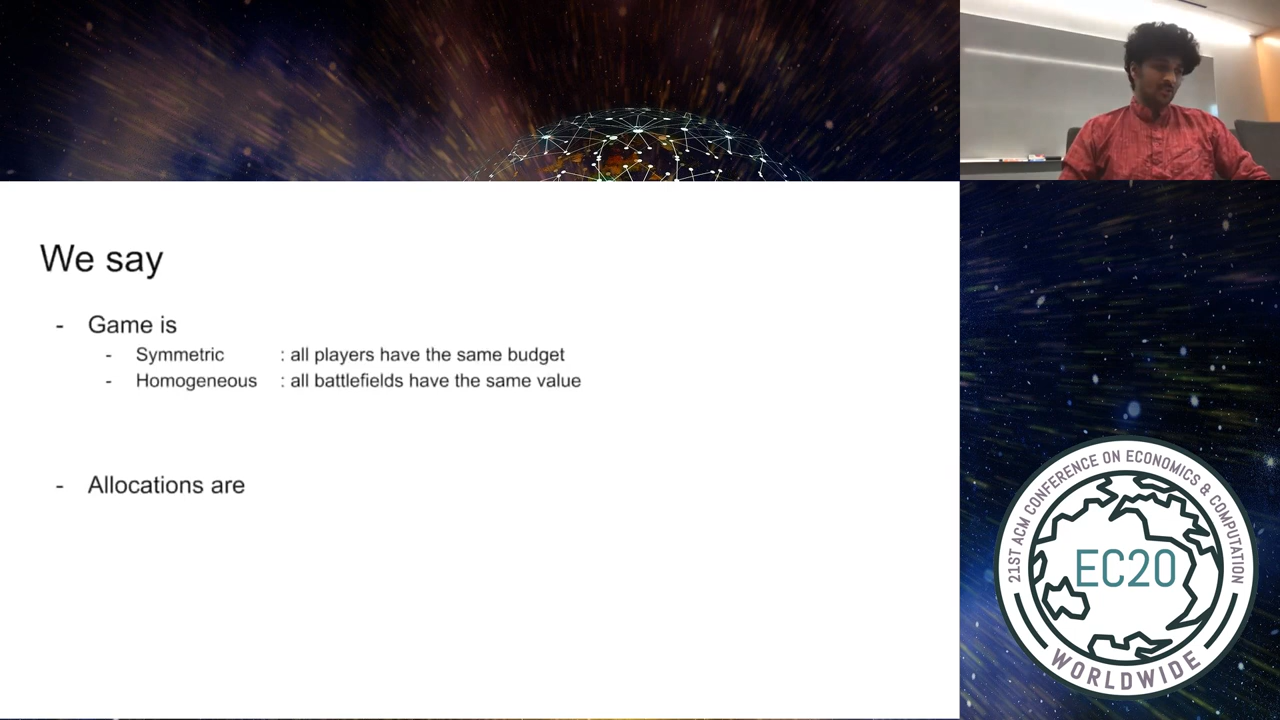 We say
- Game is
- Symmetric : all players have the same budget
- Homogeneous : all battlefields have the same value
- Allocations are
21ST ACM CONFERENCE ON ECONOMICS & COMPUTATION
EC20
WORLDWIDE